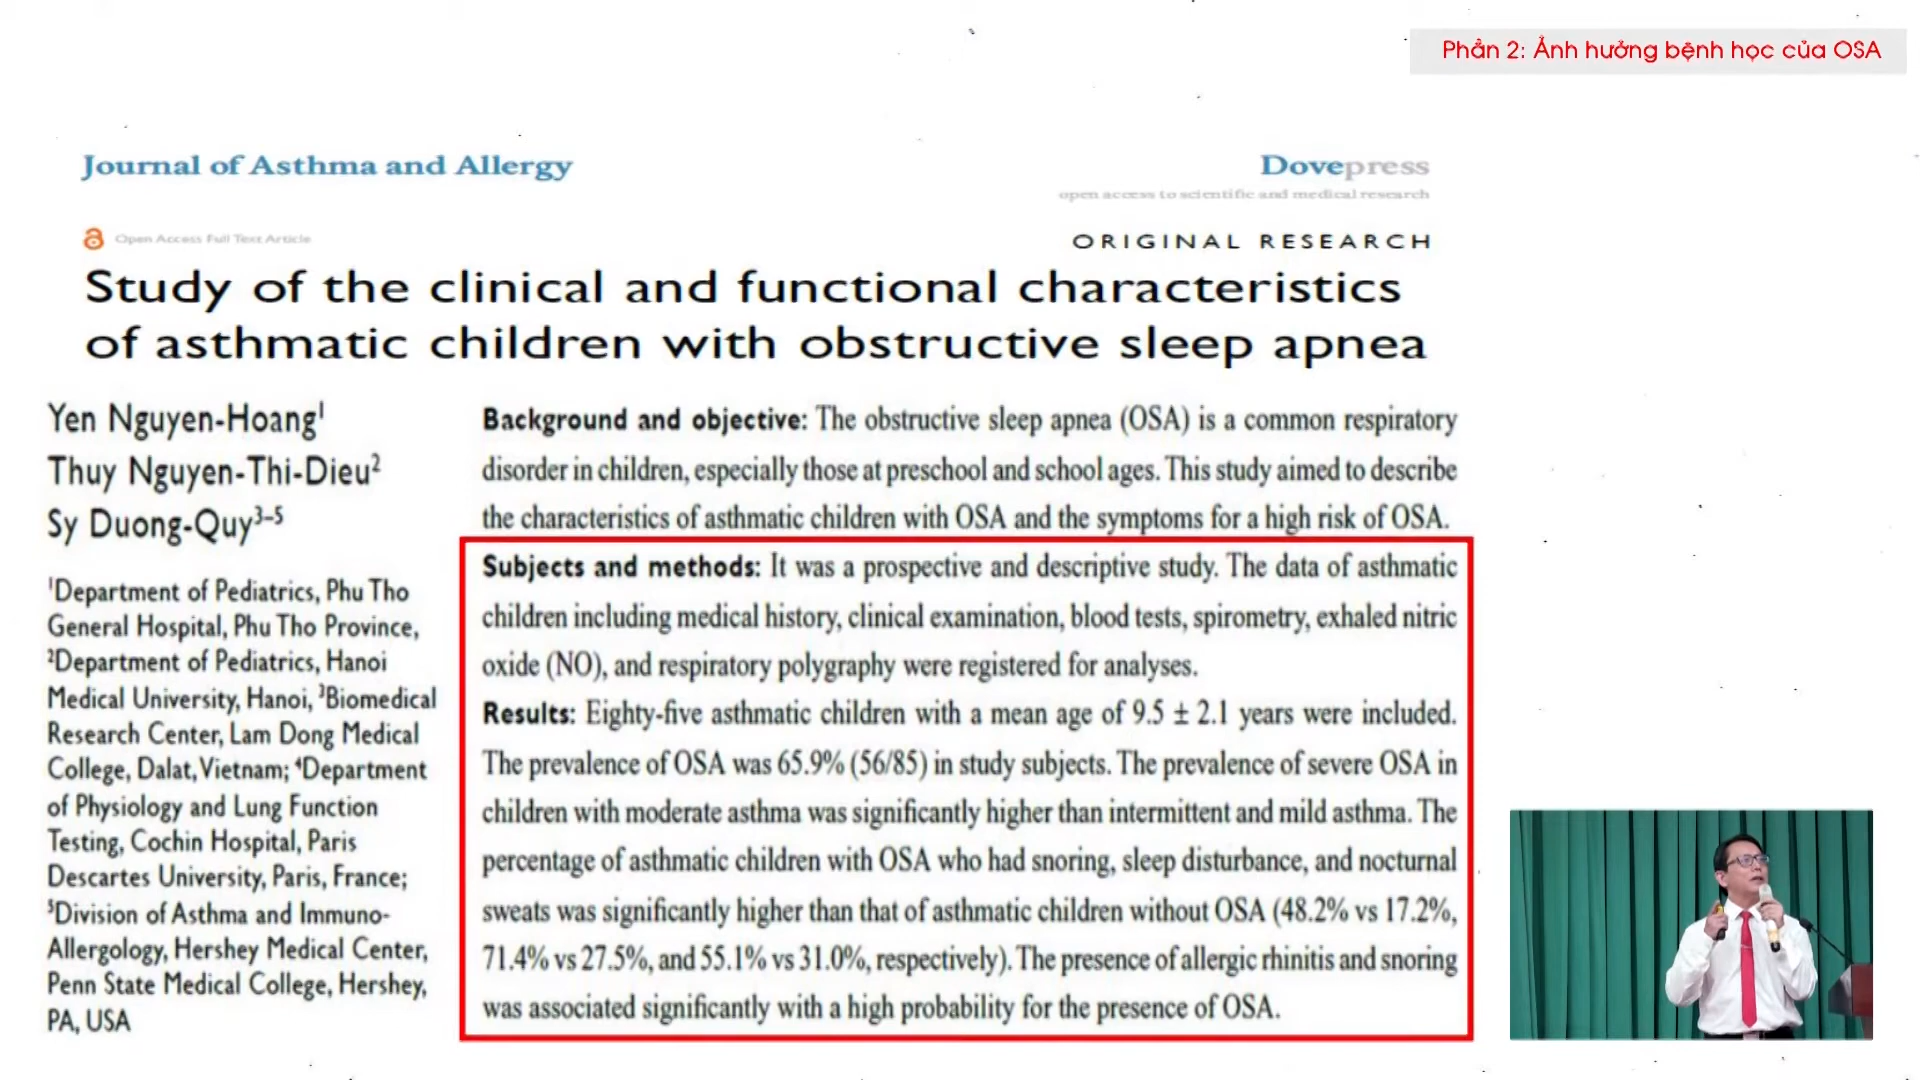 Phần 2: Ảnh hưởng bệnh học của OSA
Journal of Asthma and Allergy
Dovepress
open access to scientific and medical research
Open Access Full Text Article
ORIGINAL RESEARCH
Study of the clinical and functional characteristics
of asthmatic children with obstructive sleep apnea
Yen Nguyen-Hoang¹
Thuy Nguyen-Thi-Dieu²
Sy Duong-Quy³⁻⁵
¹Department of Pediatrics, Phu Tho
General Hospital, Phu Tho Province,
²Department of Pediatrics, Hanoi
Medical University, Hanoi, ³Biomedical
Research Center, Lam Dong Medical
College, Dalat, Vietnam; ⁴Department
of Physiology and Lung Function
Testing, Cochin Hospital, Paris
Descartes University, Paris, France;
⁵Division of Asthma and Immuno-
Allergology, Hershey Medical Center,
Penn State Medical College, Hershey,
PA, USA
Background and objective: The obstructive sleep apnea (OSA) is a common respiratory
disorder in children, especially those at preschool and school ages. This study aimed to describe
the characteristics of asthmatic children with OSA and the symptoms for a high risk of OSA.
Subjects and methods: It was a prospective and descriptive study. The data of asthmatic
children including medical history, clinical examination, blood tests, spirometry, exhaled nitric
oxide (NO), and respiratory polygraphy were registered for analyses.
Results: Eighty-five asthmatic children with a mean age of 9.5 ± 2.1 years were included.
The prevalence of OSA was 65.9% (56/85) in study subjects. The prevalence of severe OSA in
children with moderate asthma was significantly higher than intermittent and mild asthma. The
percentage of asthmatic children with OSA who had snoring, sleep disturbance, and nocturnal
sweats was significantly higher than that of asthmatic children without OSA (48.2% vs 17.2%,
71.4% vs 27.5%, and 55.1% vs 31.0%, respectively). The presence of allergic rhinitis and snoring
was associated significantly with a high probability for the presence of OSA.